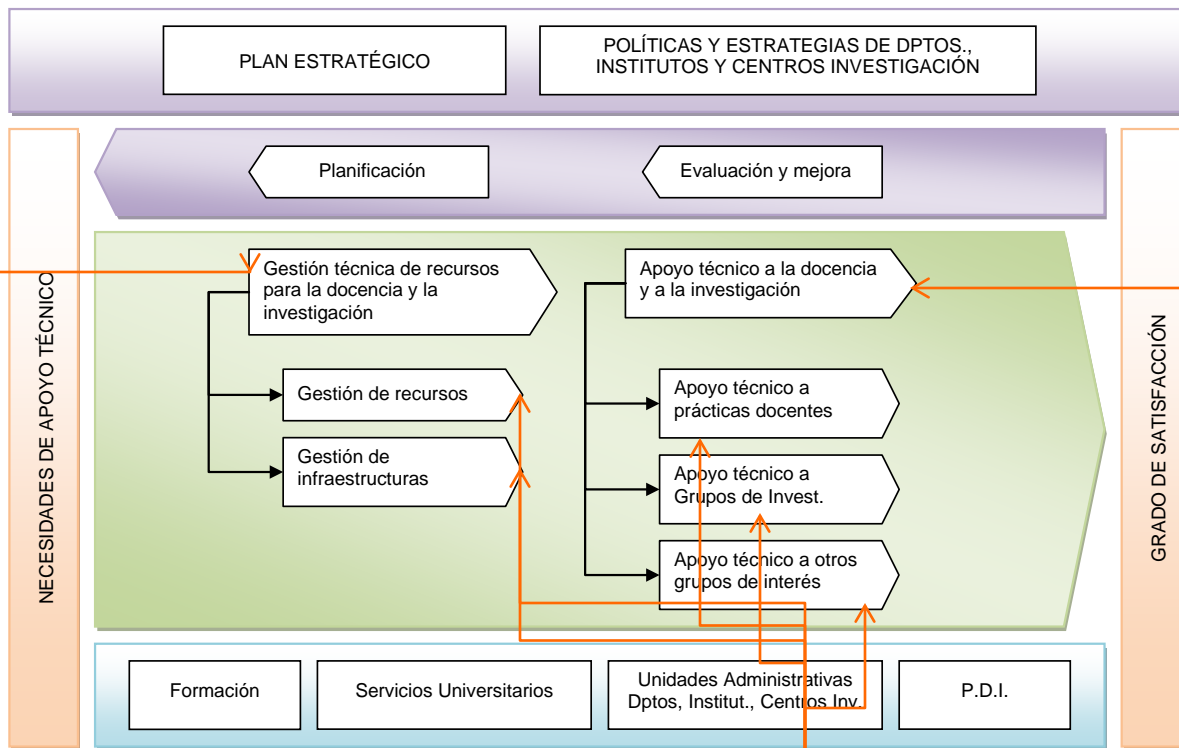 PLAN ESTRATÉGICO
POLÍTICAS Y ESTRATEGIAS DE DPTOS.,
INSTITUTOS Y CENTROS INVESTIGACIÓN
NECESIDADES DE APOYO TÉCNICO
Planificación
Evaluación y mejora
Gestión técnica de recursos
para la docencia y la
investigación
Gestión de recursos
Gestión de
infraestructuras
Apoyo técnico a la docencia
y a la investigación
Apoyo técnico a
prácticas docentes
Apoyo técnico a
Grupos de Invest.
Apoyo técnico a otros
grupos de interés
GRADO DE SATISFACCIÓN
Formación
Servicios Universitarios
Unidades Administrativas
Dptos, Institut., Centros Inv.
P.D.I.